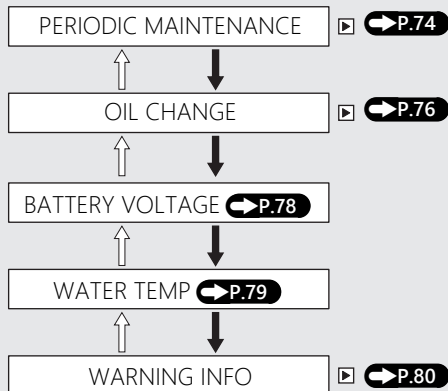 PERIODIC MAINTENANCE P.74
OIL CHANGE P.76
BATTERY VOLTAGE P.78
WATER TEMP P.79
WARNING INFO P.80